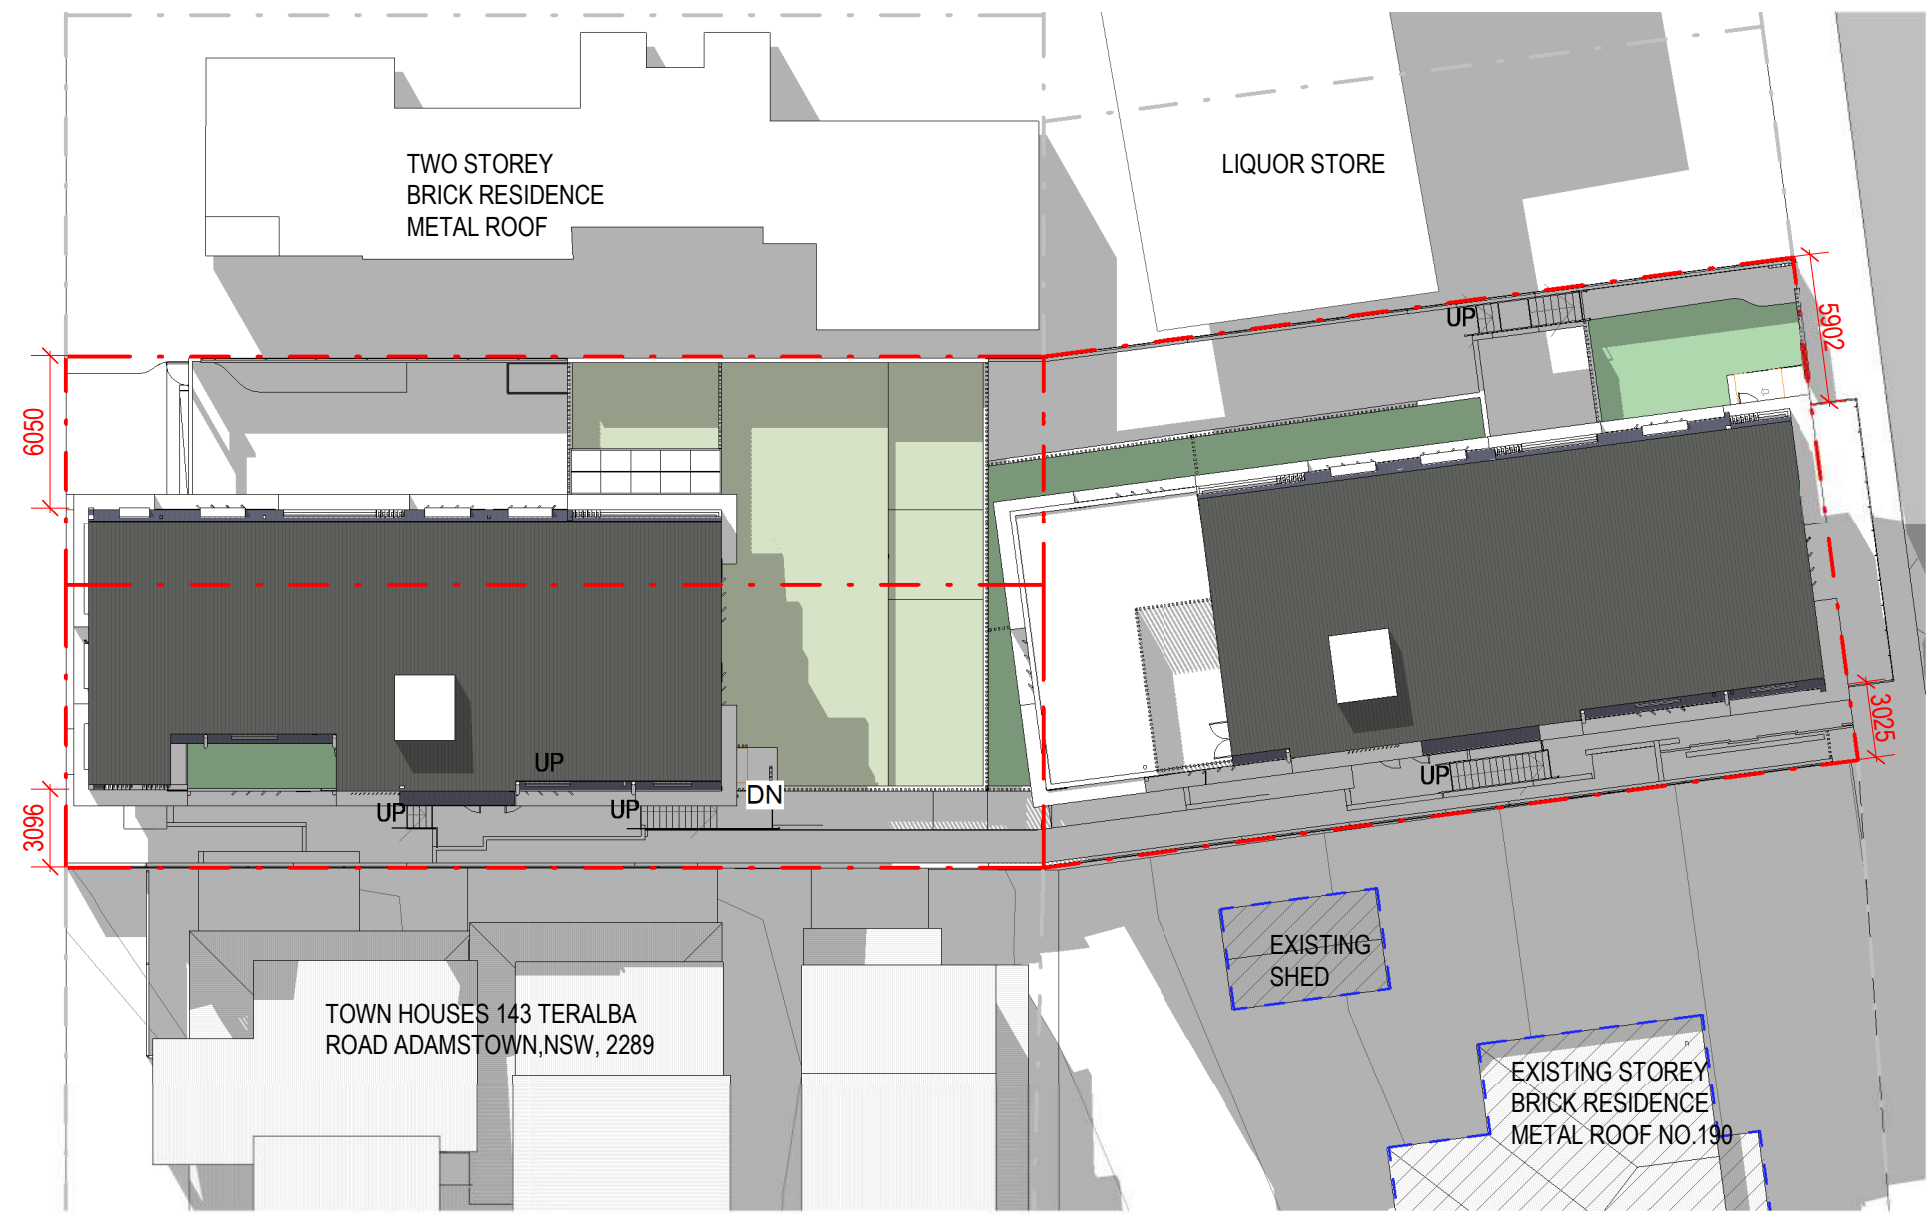 TWO STOREY
BRICK RESIDENCE
METAL ROOF
LIQUOR STORE
UP
5902
6050
3096
UP
UP
UP
DN
UP
3025
EXISTING
SHED
TOWN HOUSES 143 TERALBA
ROAD ADAMSTOWN,NSW, 2289
EXISTING STOREY
BRICK RESIDENCE
METAL ROOF NO.190